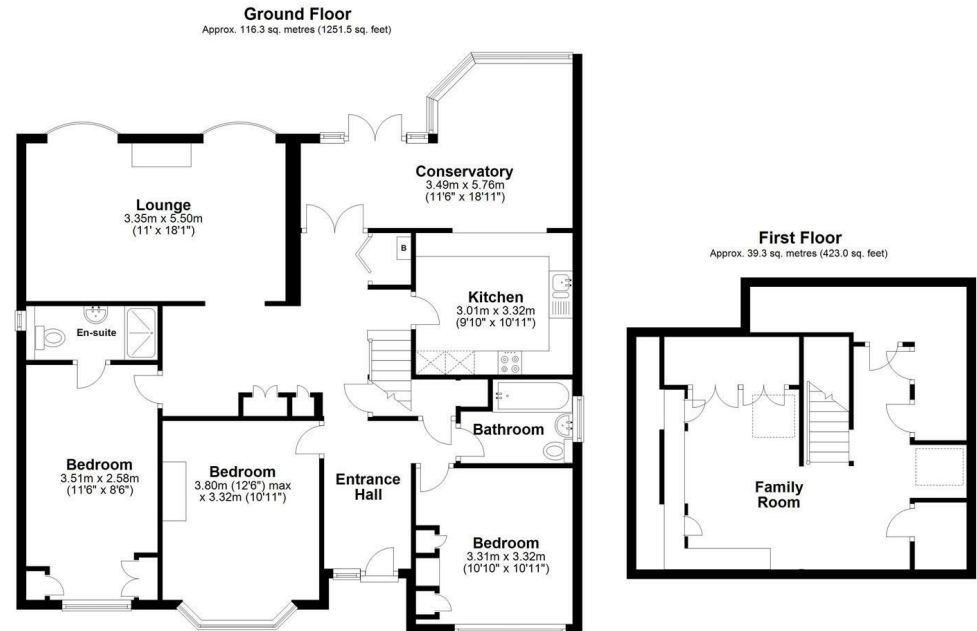 Ground Floor
Approx. 116.3 sq. metres (1251.5 sq. feet)
Conservatory
3.49m x 5.76m
(11'6" x 18'11")
Lounge
3.35m x 5.50m
(11' x 18'1")
B
First Floor
Approx. 39.3 sq. metres (423.0 sq. feet)
Kitchen
3.01m x 3.32m
(9'10" x 10'11")
En-suite
Bathroom
Bedroom
3.51m x 2.58m
(11'6" x 8'6")
Bedroom
3.80m (12'6") max
x 3.32m (10'11")
Entrance
Hall
Bedroom
3.31m x 3.32m
(10'10" x 10'11")
Family
Room